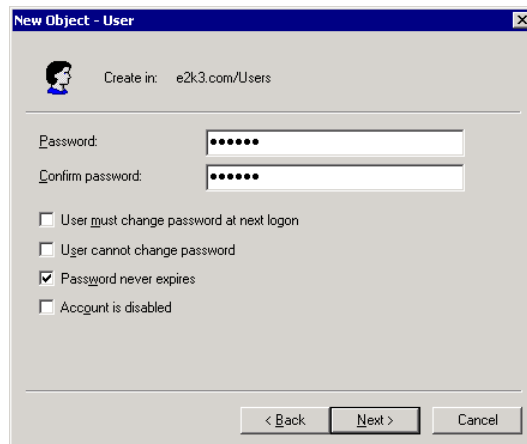 New Object - User
Create in: e2k3.com/Users
Password: ●●●●●●
Confirm password: ●●●●●●
User must change password at next logon
User cannot change password
Password never expires
Account is disabled
< Back Next > Cancel